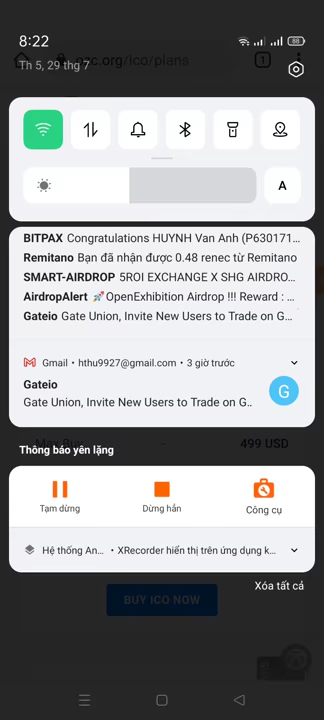 8:22
88
ozc.org/ico/plans
1
Th 5, 29 thg 7
A
BITPAX Congratulations HUYNH Van Anh (P630171...
Remitano Bạn đã nhận được 0.48 renec từ Remitano
SMART-AIRDROP 5ROI EXCHANGE X SHG AIRDRO...
AirdropAlert 🚀OpenExhibition Airdrop !!! Reward : ...
Gateio Gate Union, Invite New Users to Trade on G...
Gmail • hthu9927@gmail.com • 3 giờ trước
Gateio
G
Gate Union, Invite New Users to Trade on G..
Max Buy
499 USD
Thông báo yên lặng
Tạm dừng
Dừng hẳn
Công cụ
Hệ thống An... • XRecorder hiển thị trên ứng dụng k...
Xóa tất cả
BUY ICO NOW